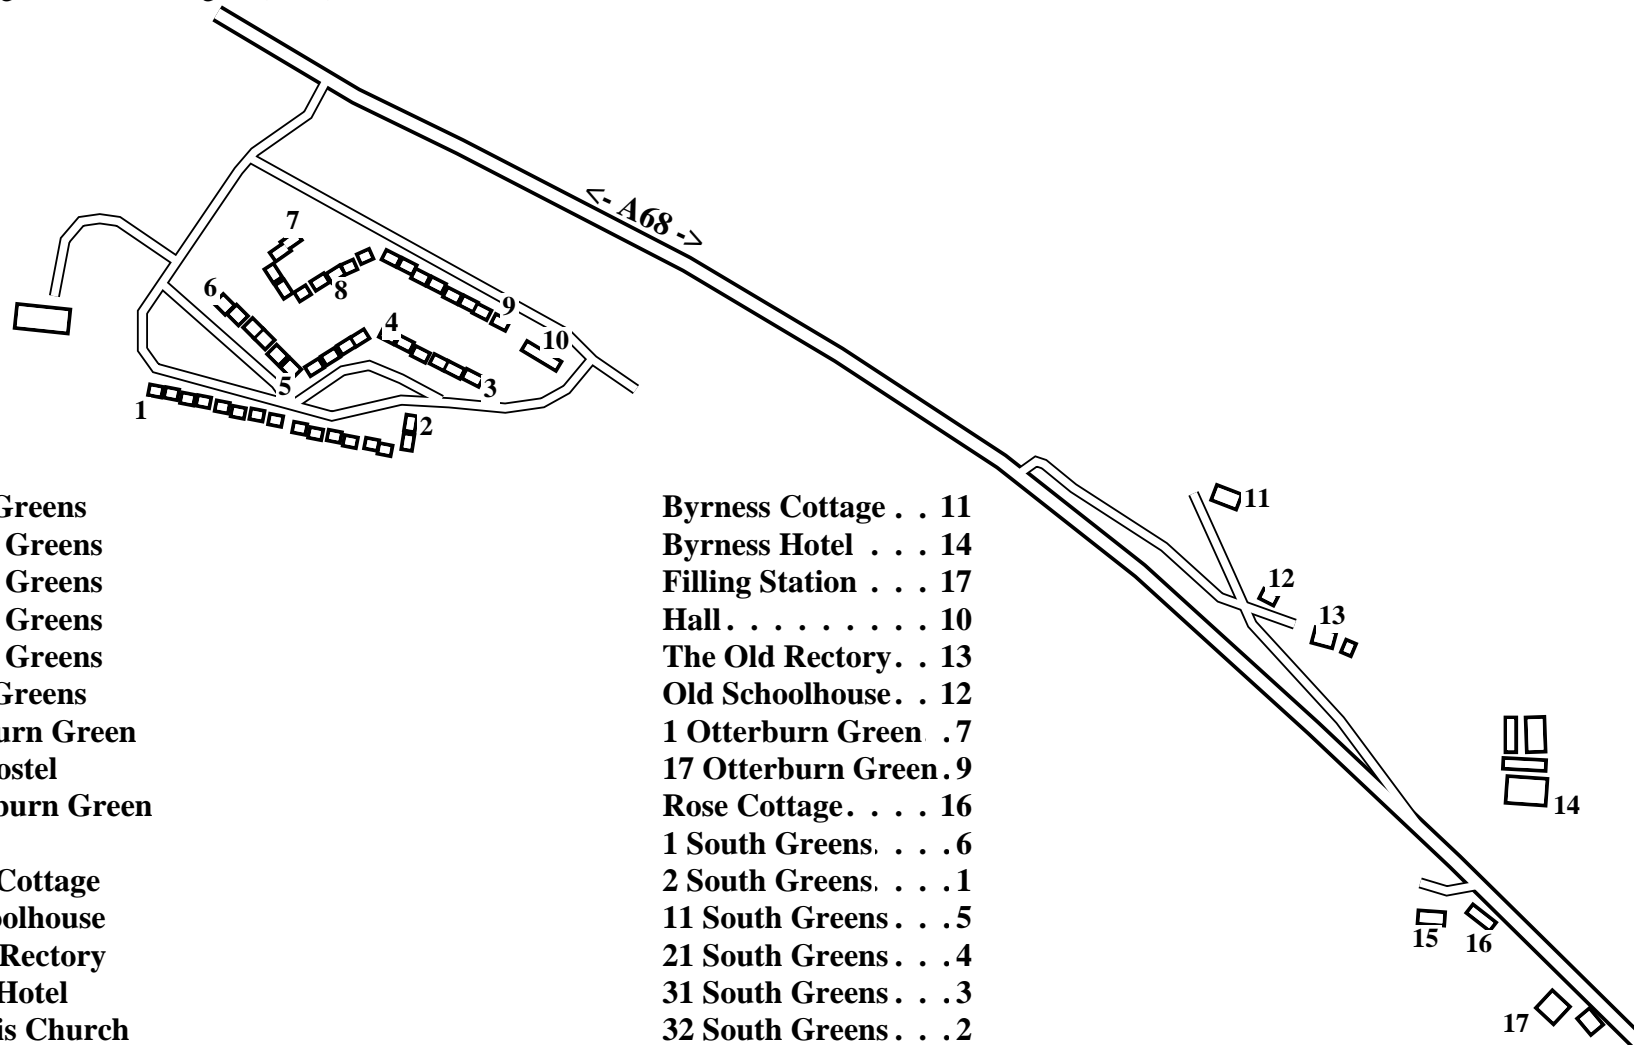 <- A68 ->
7
6
8
9
4
10
5
3
1
2
11
12
13
14
15
16
17
Greens
Greens
Greens
Greens
Greens
Greens
urn Green
ostel
burn Green
Cottage
oolhouse
Rectory
Hotel
is Church
Byrness Cottage . . 11
Byrness Hotel . . . 14
Filling Station . . . 17
Hall . . . . . . . . . 10
The Old Rectory . . 13
Old Schoolhouse . . 12
1 Otterburn Green . . 7
17 Otterburn Green . 9
Rose Cottage . . . . 16
1 South Greens . . . . 6
2 South Greens . . . . 1
11 South Greens . . . 5
21 South Greens . . . 4
31 South Greens . . . 3
32 South Greens . . . 2